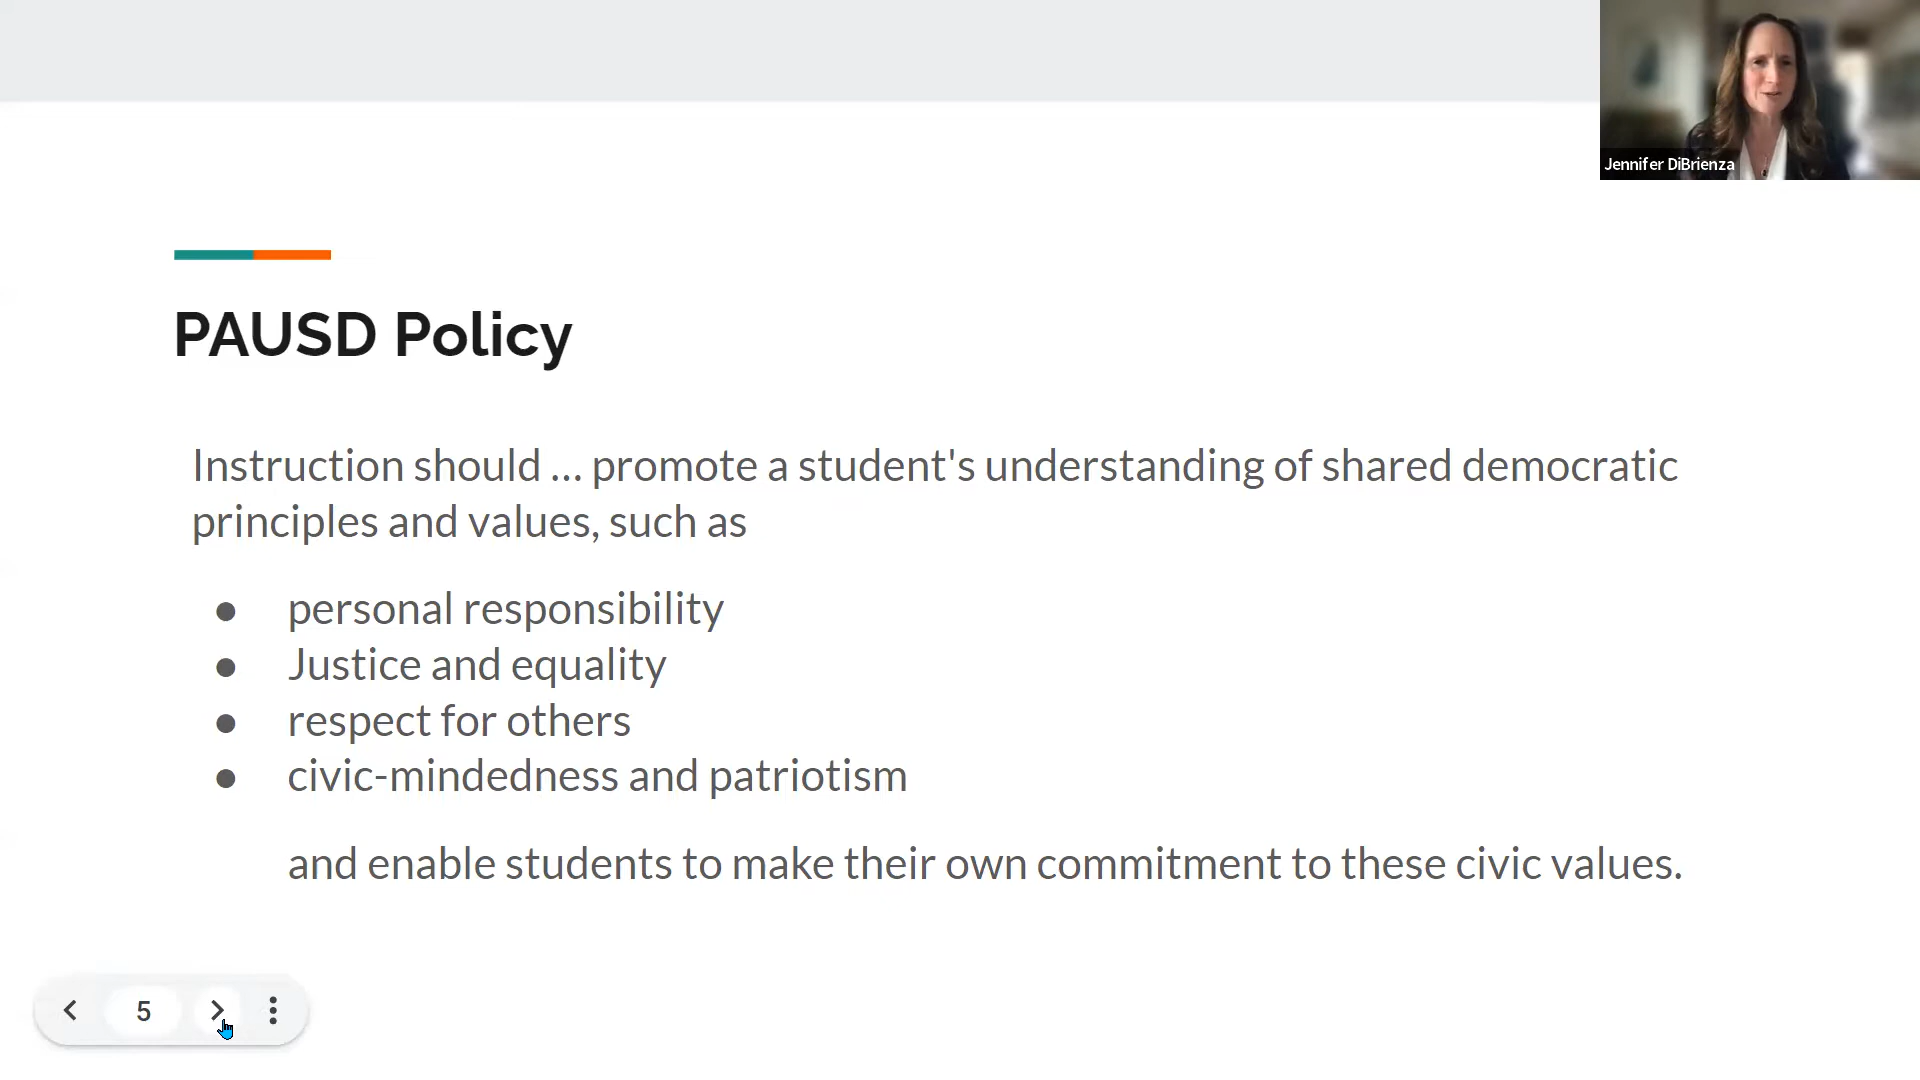 Jennifer DiBrienza
PAUSD Policy
Instruction should ... promote a student's understanding of shared democratic
principles and values, such as
● personal responsibility
● Justice and equality
● respect for others
● civic-mindedness and patriotism
and enable students to make their own commitment to these civic values.
5